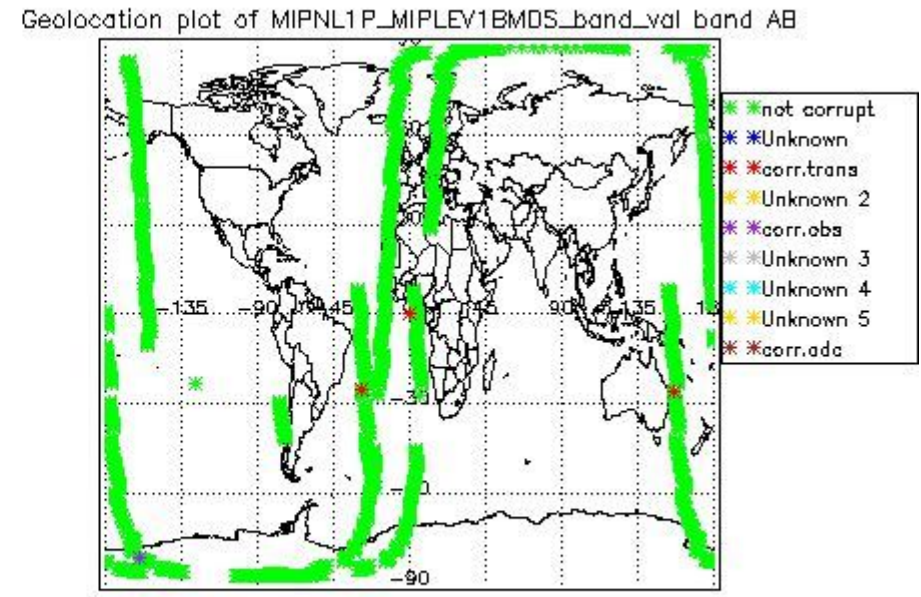 Geolocation plot of MIPNL1P_MIPLEV1BMDS_band_val band AB
not corrupt
Unknown
corr.trans
Unknown 2
corr.obs
Unknown 3
Unknown 4
Unknown 5
corr.adc
-135 -90 -45 45 90 135
-30
-90